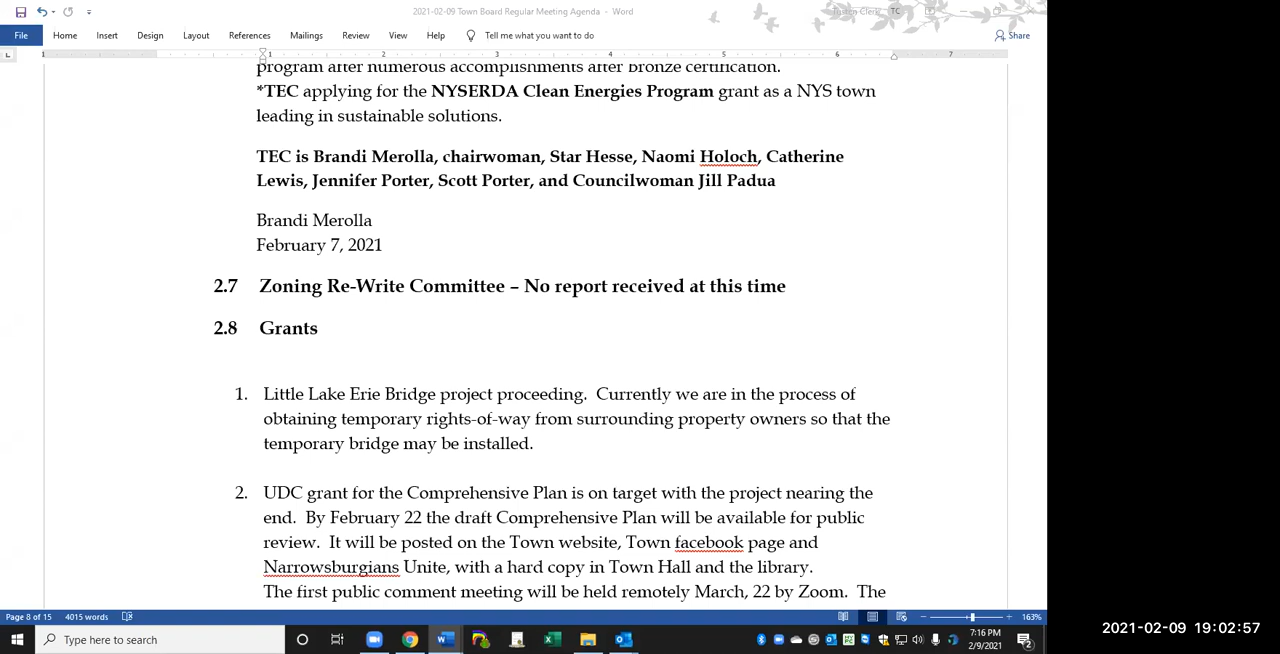 2021-02-09 Town Board Regular Meeting Agenda - Word
File Home Insert Design Layout References Mailings Review View Help Tell me what you want to do Share
1 1 2 3 4 5 6 7
program after numerous accomplishments after bronze certification.
*TEC applying for the NYSERDA Clean Energies Program grant as a NYS town
leading in sustainable solutions.
TEC is Brandi Merolla, chairwoman, Star Hesse, Naomi Holoch, Catherine
Lewis, Jennifer Porter, Scott Porter, and Councilwoman Jill Padua
Brandi Merolla
February 7, 2021
2.7 Zoning Re-Write Committee – No report received at this time
2.8 Grants
1. Little Lake Erie Bridge project proceeding. Currently we are in the process of
obtaining temporary rights-of-way from surrounding property owners so that the
temporary bridge may be installed.
2. UDC grant for the Comprehensive Plan is on target with the project nearing the
end. By February 22 the draft Comprehensive Plan will be available for public
review. It will be posted on the Town website, Town facebook page and
Narrowsburgians Unite, with a hard copy in Town Hall and the library.
The first public comment meeting will be held remotely March, 22 by Zoom. The
Page 8 of 15 4015 words 163%
Type here to search
7:16 PM
2/9/2021
2
2021-02-09 19:02:57